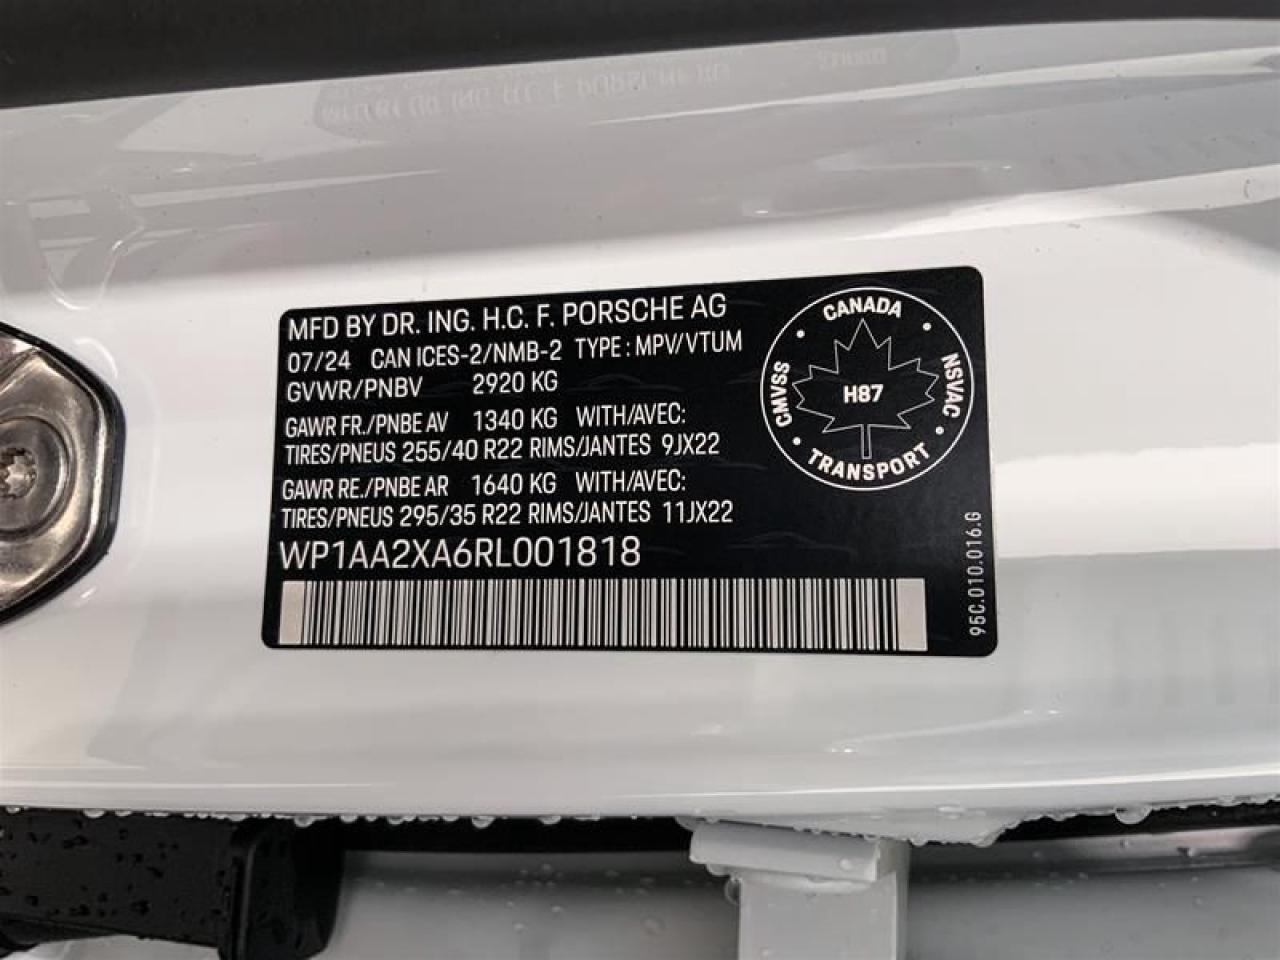 MFD BY DR. ING. H.C. F. PORSCHE AG
07/24 CAN ICES-2/NMB-2 TYPE : MPV/VTUM
GVWR/PNBV 2920 KG
GAWR FR./PNBE AV 1340 KG WITH/AVEC:
TIRES/PNEUS 255/40 R22 RIMS/JANTES 9JX22
GAWR RE./PNBE AR 1640 KG WITH/AVEC:
TIRES/PNEUS 295/35 R22 RIMS/JANTES 11JX22
WP1AA2XA6RL001818
CANADA
CMVSS
H87
NSVAC
TRANSPORT
95C.010.016.G